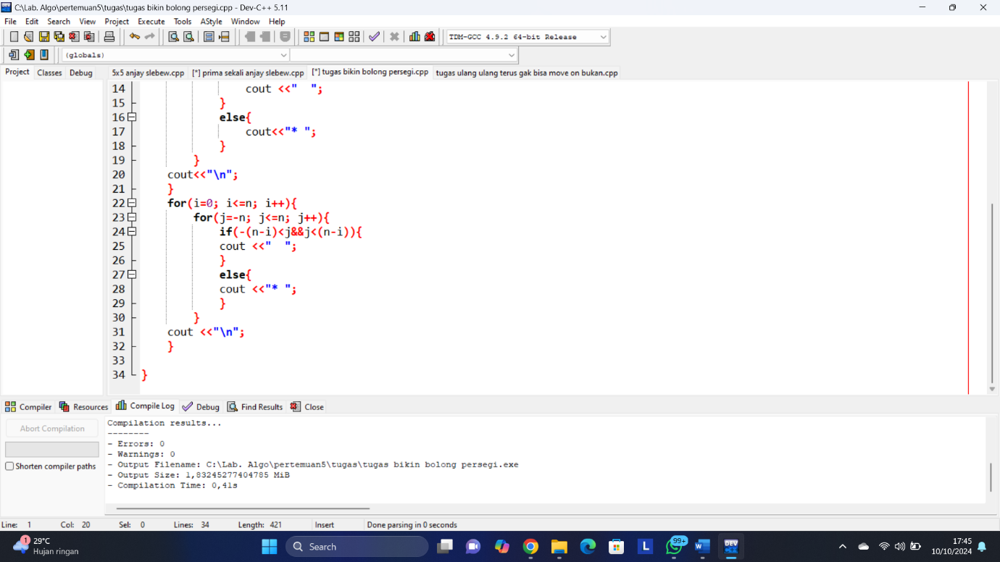 C:\Lab. Algo\pertemuan5\tugas\tugas bikin bolong persegi.cpp - Dev-C++ 5.11
File Edit Search View Project Execute Tools AStyle Window Help
TDM-GCC 4.9.2 64-bit Release
(globals)
Project Classes Debug 5x5 anjay slebew.cpp [*] prima sekali anjay slebew.cpp [*] tugas bikin bolong persegi.cpp tugas ulang ulang terus gak bisa move on bukan.cpp
14 cout <<"  ";
15 }
16 else{
17 cout<<"* ";
18 }
19 }
20 cout<<"\n";
21 }
22 for(i=0; i<=n; i++){
23 for(j=-n; j<=n; j++){
24 if(-(n-i)<j&&j<(n-i)){
25 cout <<"  ";
26 }
27 else{
28 cout <<"* ";
29 }
30 }
31 cout <<"\n";
32 }
33
34 }
Compiler Resources Compile Log Debug Find Results Close
Abort Compilation
Shorten compiler paths
Compilation results...
--------
- Errors: 0
- Warnings: 0
- Output Filename: C:\Lab. Algo\pertemuan5\tugas\tugas bikin bolong persegi.exe
- Output Size: 1,83245277404785 MiB
- Compilation Time: 0,41s
Line: 1 Col: 20 Sel: 0 Lines: 34 Length: 421 Insert Done parsing in 0 seconds
1
29°C
Hujan ringan
Search
L
99+
W
DEV
17:45
10/10/2024